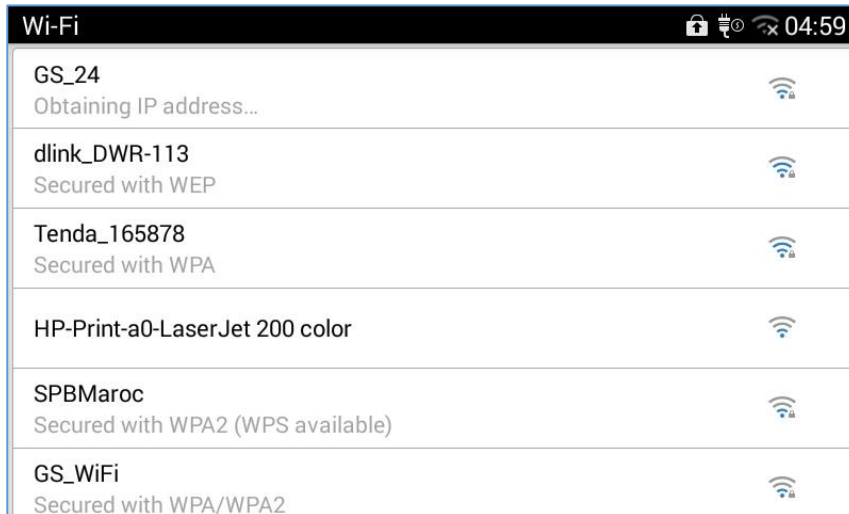 Wi-Fi 04:59
GS_24
Obtaining IP address...
dlink_DWR-113
Secured with WEP
Tenda_165878
Secured with WPA
HP-Print-a0-LaserJet 200 color
SPBMaroc
Secured with WPA2 (WPS available)
GS_WiFi
Secured with WPA/WPA2